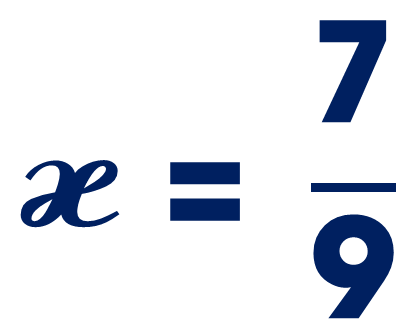 æ = 7/9